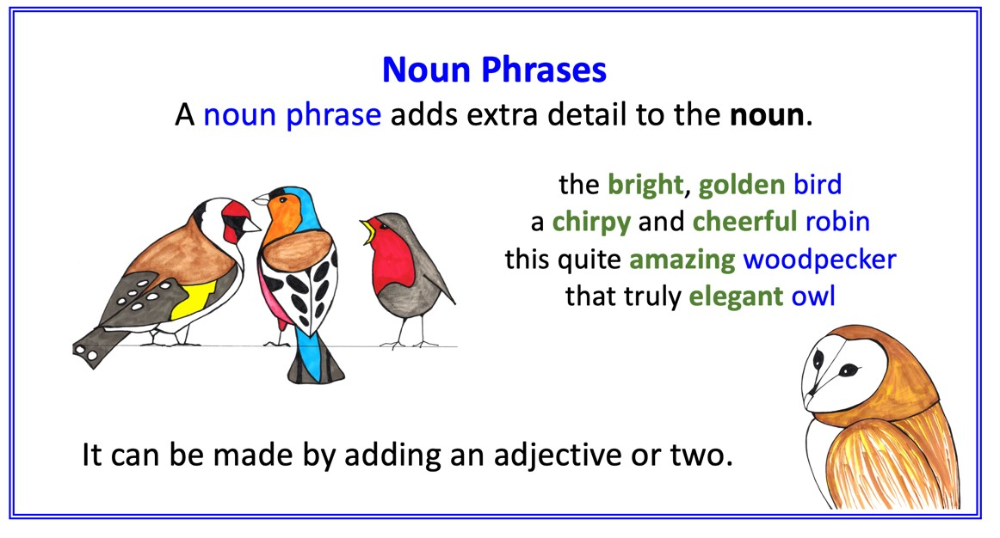 Noun Phrases
A noun phrase adds extra detail to the noun.
the bright, golden bird
a chirpy and cheerful robin
this quite amazing woodpecker
that truly elegant owl
It can be made by adding an adjective or two.